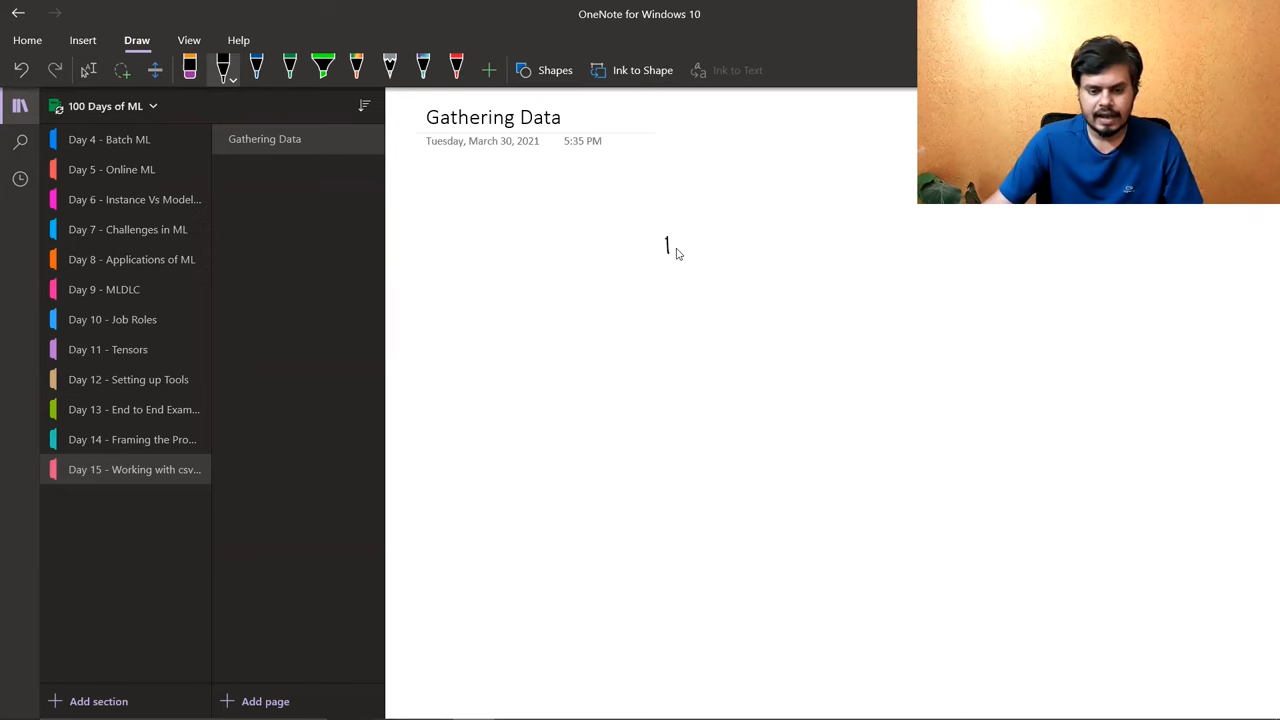 OneNote for Windows 10
Home Insert Draw View Help
Shapes Ink to Shape Ink to Text
100 Days of ML
Day 4 - Batch ML
Day 5 - Online ML
Day 6 - Instance Vs Model...
Day 7 - Challenges in ML
Day 8 - Applications of ML
Day 9 - MLDLC
Day 10 - Job Roles
Day 11 - Tensors
Day 12 - Setting up Tools
Day 13 - End to End Exam...
Day 14 - Framing the Pro...
Day 15 - Working with csv...
Add section
Gathering Data
Add page
Gathering Data
Tuesday, March 30, 2021 5:35 PM
1